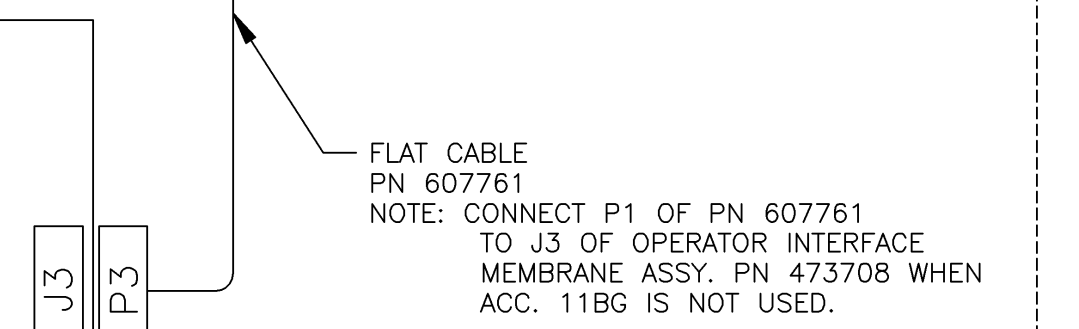 FLAT CABLE
PN 607761
NOTE: CONNECT P1 OF PN 607761
TO J3 OF OPERATOR INTERFACE
MEMBRANE ASSY. PN 473708 WHEN
ACC. 11BG IS NOT USED.
J3
P3